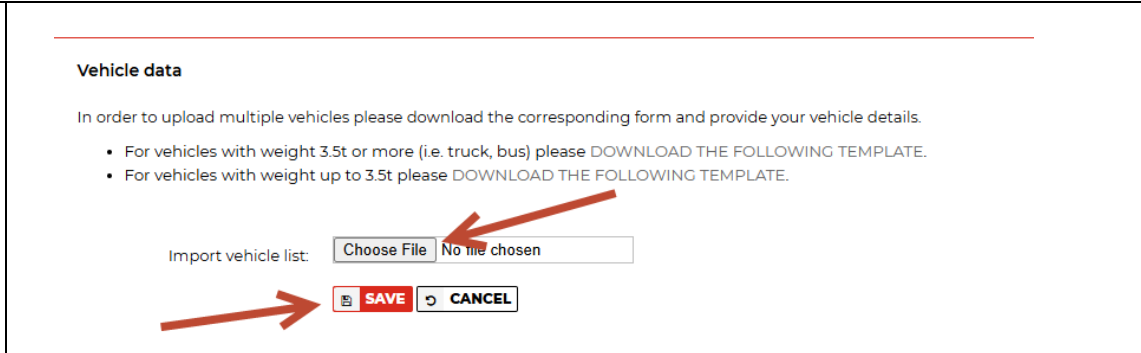 Vehicle data
In order to upload multiple vehicles please download the corresponding form and provide your vehicle details.
• For vehicles with weight 3.5t or more (i.e. truck, bus) please DOWNLOAD THE FOLLOWING TEMPLATE.
• For vehicles with weight up to 3.5t please DOWNLOAD THE FOLLOWING TEMPLATE.
Import vehicle list: Choose File No file chosen
SAVE CANCEL